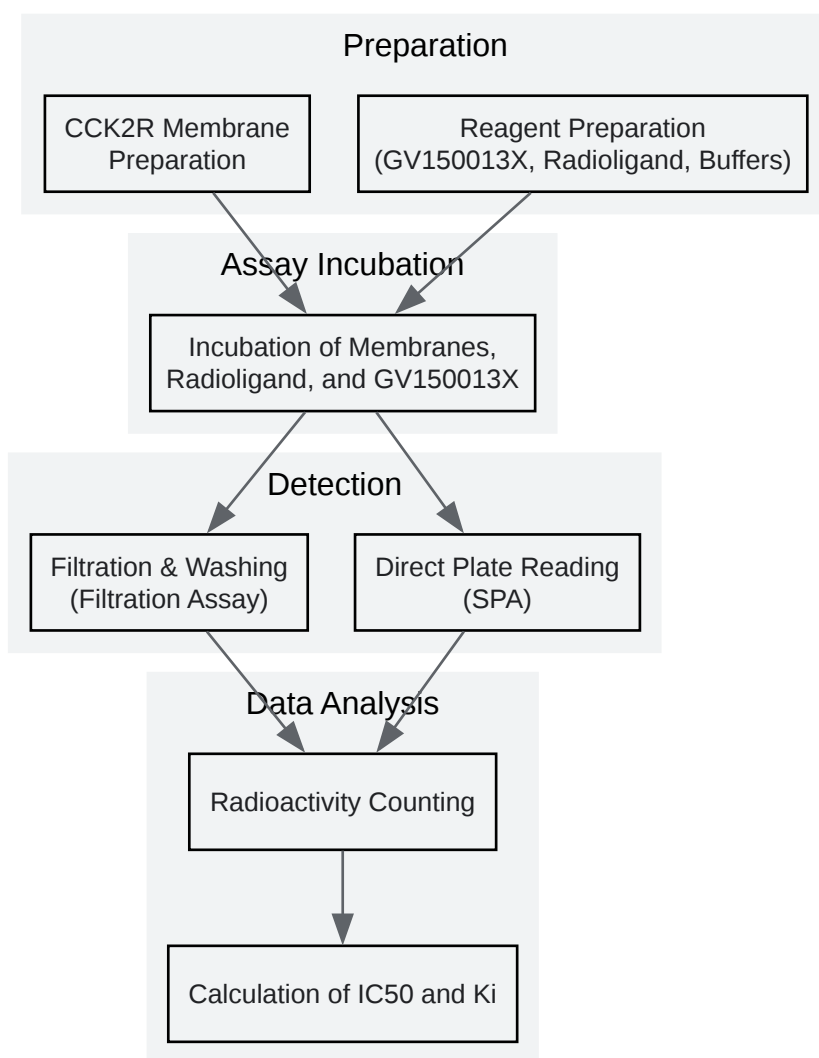 Preparation
CCK2R Membrane
Preparation
Reagent Preparation
(GV150013X, Radioligand, Buffers)
Assay Incubation
Incubation of Membranes,
Radioligand, and GV150013X
Detection
Filtration & Washing
(Filtration Assay)
Direct Plate Reading
(SPA)
Data Analysis
Radioactivity Counting
Calculation of IC50 and Ki